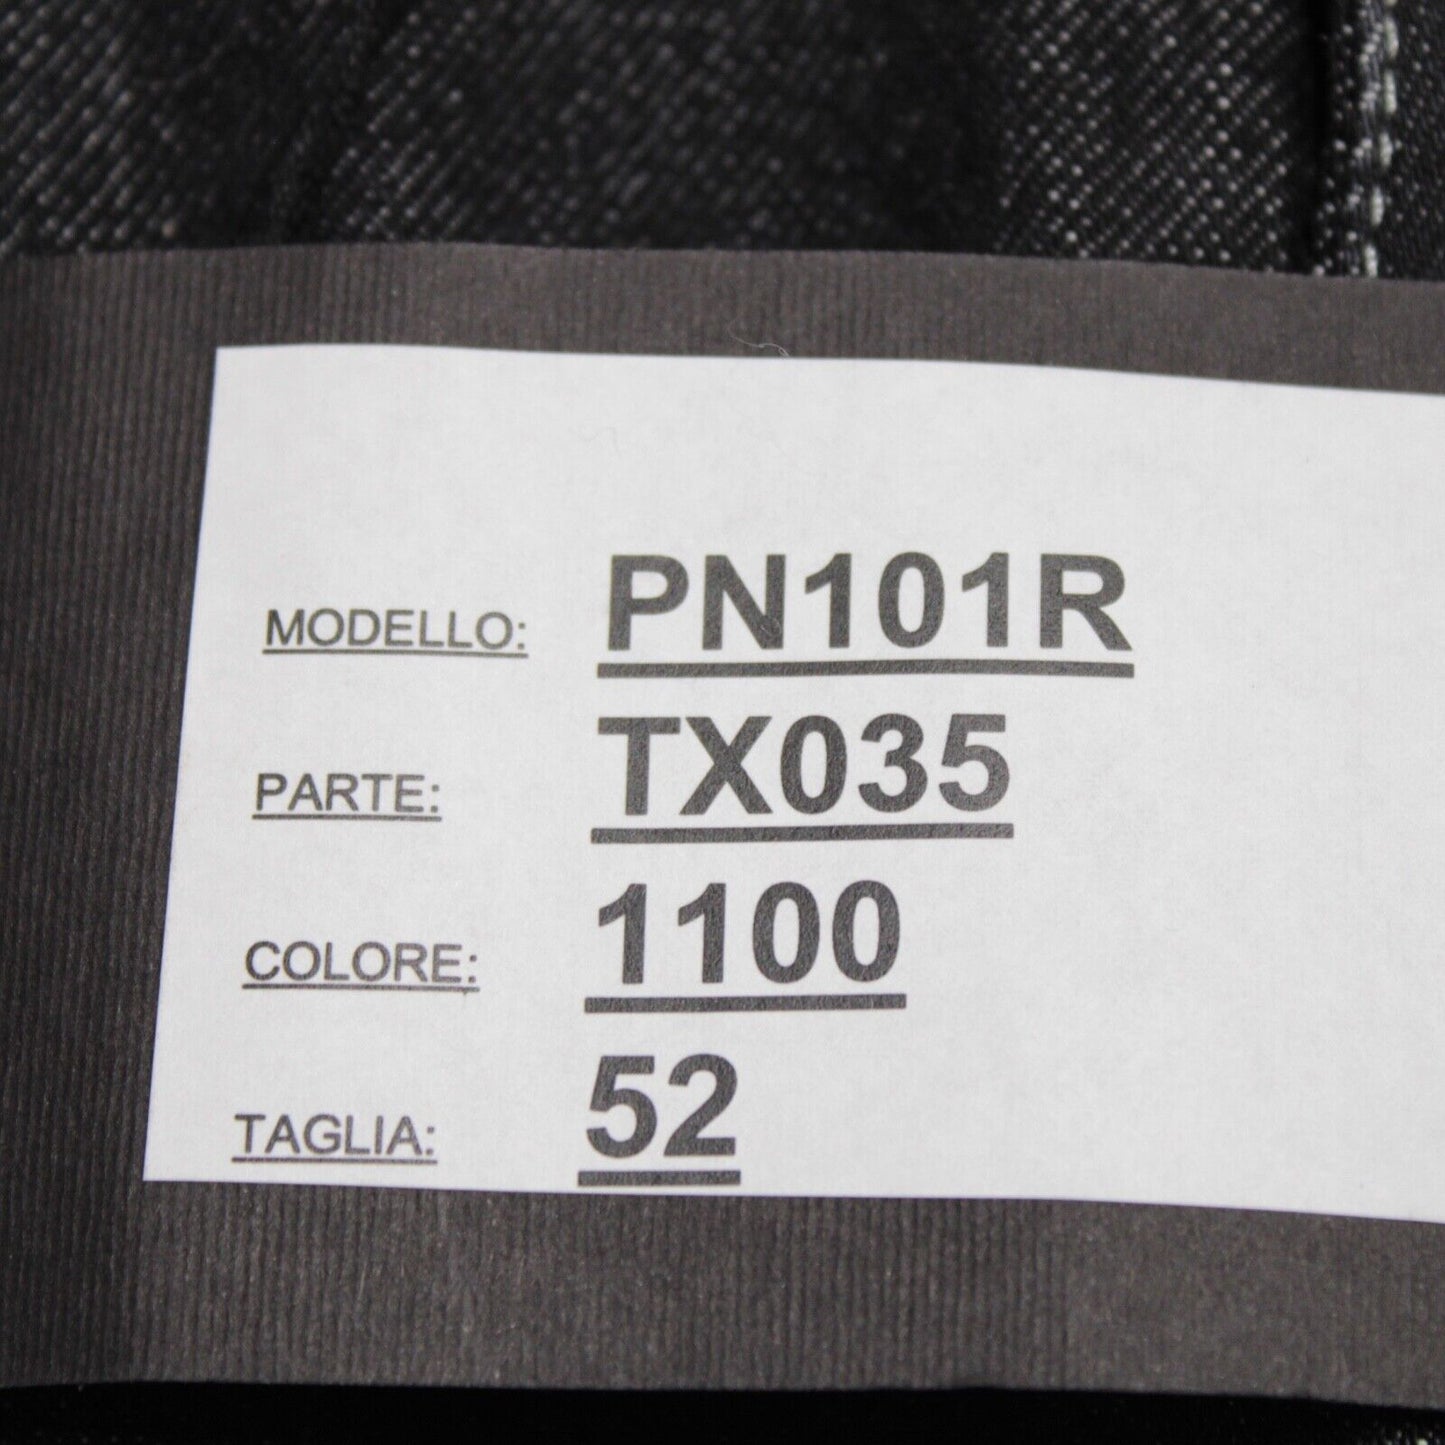 MODELLO: PN101R
PARTE: TX035
COLORE: 1100
TAGLIA: 52